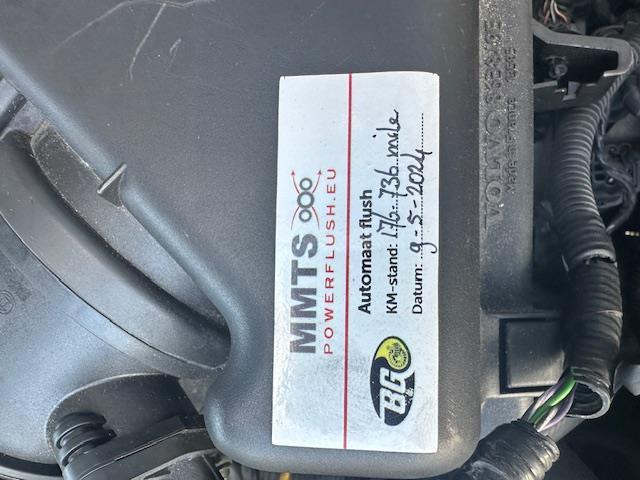 MMTS
POWERFLUSH.EU
Automaat flush
KM-stand: 176.736 mile
Datum: 9-5-2024
BG
VOLVO